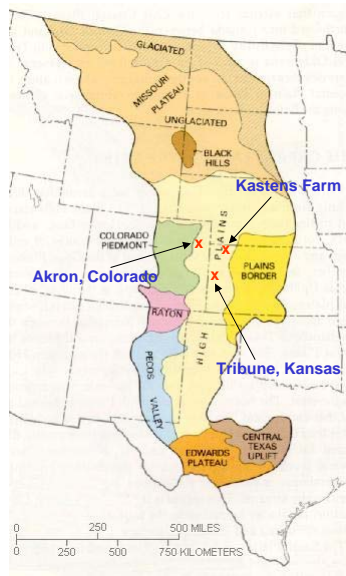 GLACIATED
MISSOURI
PLATEAU
UNGLACIATED
BLACK
HILLS
Kastens Farm
PLAINS
COLORADO
PIEDMONT
x
x
Akron, Colorado
x
PLAINS
BORDER
RATON
HIGH
Tribune, Kansas
PECOS
VALLEY
CENTRAL
TEXAS
UPLIFT
EDWARDS
PLATEAU
0 250 500 MILES
0 250 500 750 KILOMETERS